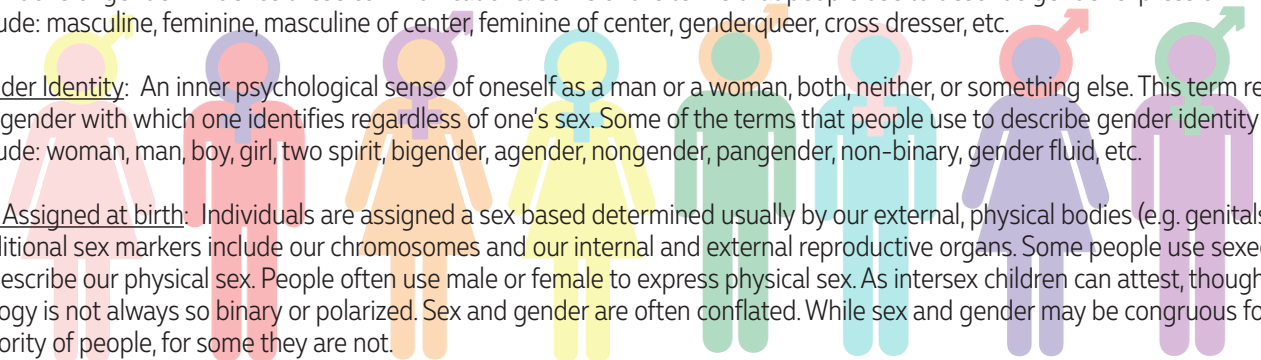 ude: masculine, feminine, masculine of center, feminine of center, genderqueer, cross dresser, etc.
der Identity: An inner psychological sense of oneself as a man or a woman, both, neither, or something else. This term re
gender with which one identifies regardless of one's sex. Some of the terms that people use to describe gender identity
ude: woman, man, boy, girl, two spirit, bigender, agender, nongender, pangender, non-binary, gender fluid, etc.
Assigned at birth: Individuals are assigned a sex based determined usually by our external, physical bodies (e.g. genitals
ditional sex markers include our chromosomes and our internal and external reproductive organs. Some people use sexed
escribe our physical sex. People often use male or female to express physical sex. As intersex children can attest, though
ogy is not always so binary or polarized. Sex and gender are often conflated. While sex and gender may be congruous fo
ority of people, for some they are not.